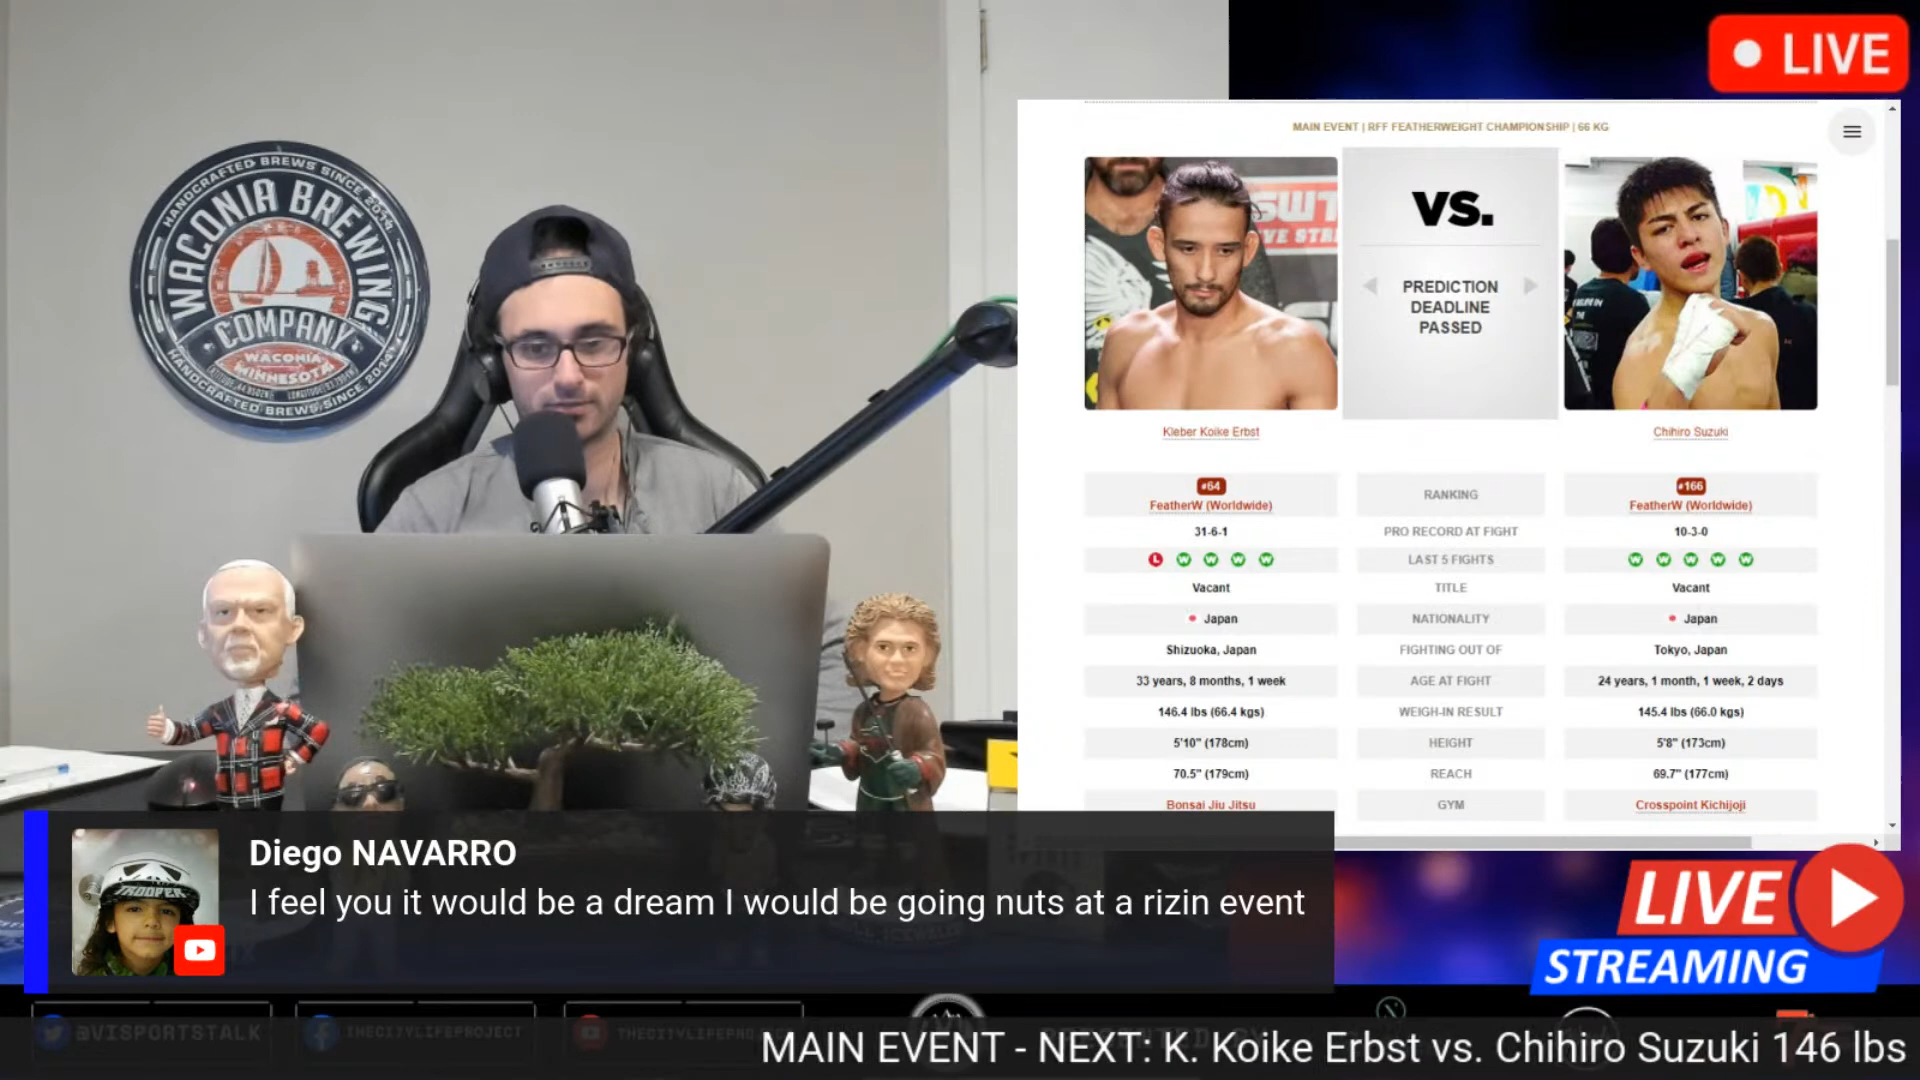 LIVE
HANDCRAFTED BREWS SINCE 2014
WACONIA BREWING
COMPANY
WACONIA
MINNESOTA
HANDCRAFTED BREWS SINCE 2014
MAIN EVENT | RFF FEATHERWEIGHT CHAMPIONSHIP | 66 KG
VS.
PREDICTION
DEADLINE
PASSED
Kleber Koike Erbst
Chihiro Suzuki
#64
FeatherW (Worldwide)
RANKING
#166
FeatherW (Worldwide)
31-6-1
PRO RECORD AT FIGHT
10-3-0
L W W W W
LAST 5 FIGHTS
W W W W W
Vacant
TITLE
Vacant
Japan
NATIONALITY
Japan
Shizuoka, Japan
FIGHTING OUT OF
Tokyo, Japan
33 years, 8 months, 1 week
AGE AT FIGHT
24 years, 1 month, 1 week, 2 days
146.4 lbs (66.4 kgs)
WEIGH-IN RESULT
145.4 lbs (66.0 kgs)
5'10" (178cm)
HEIGHT
5'8" (173cm)
70.5" (179cm)
REACH
69.7" (177cm)
Bonsai Jiu Jitsu
GYM
Crosspoint Kichijoji
TROOPER
Diego NAVARRO
I feel you it would be a dream I would be going nuts at a rizin event
LIVE
STREAMING
@VISPORTSTALK
THECITYLIFEPROJECT
MAIN EVENT - NEXT: K. Koike Erbst vs. Chihiro Suzuki 146 lbs